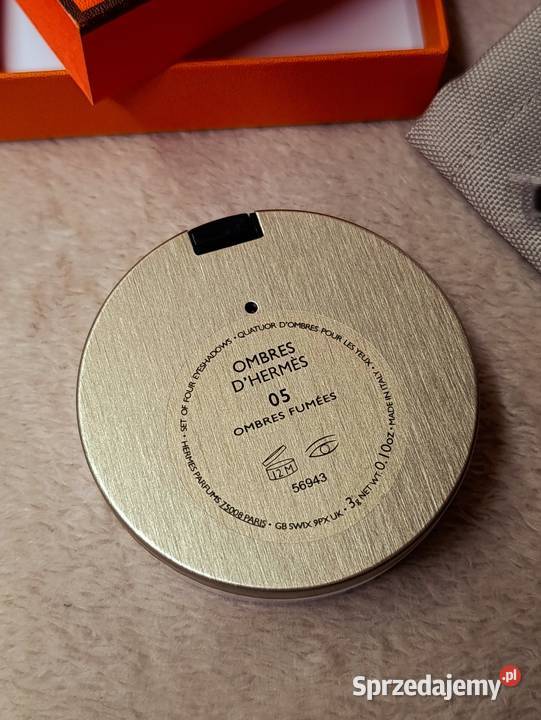 OMBRES
D'HERMÈS
05
OMBRES FUMÉES
12 M
56943
• SET OF FOUR EYESHADOWS • QUATUOR D'OMBRES POUR LES YEUX • MADE IN ITALY • 3g NET WT. 0.10oz • GB SW1X 9PX UK • HERMÈS PARFUMS 75008 PARIS
Sprzedajemy.pl